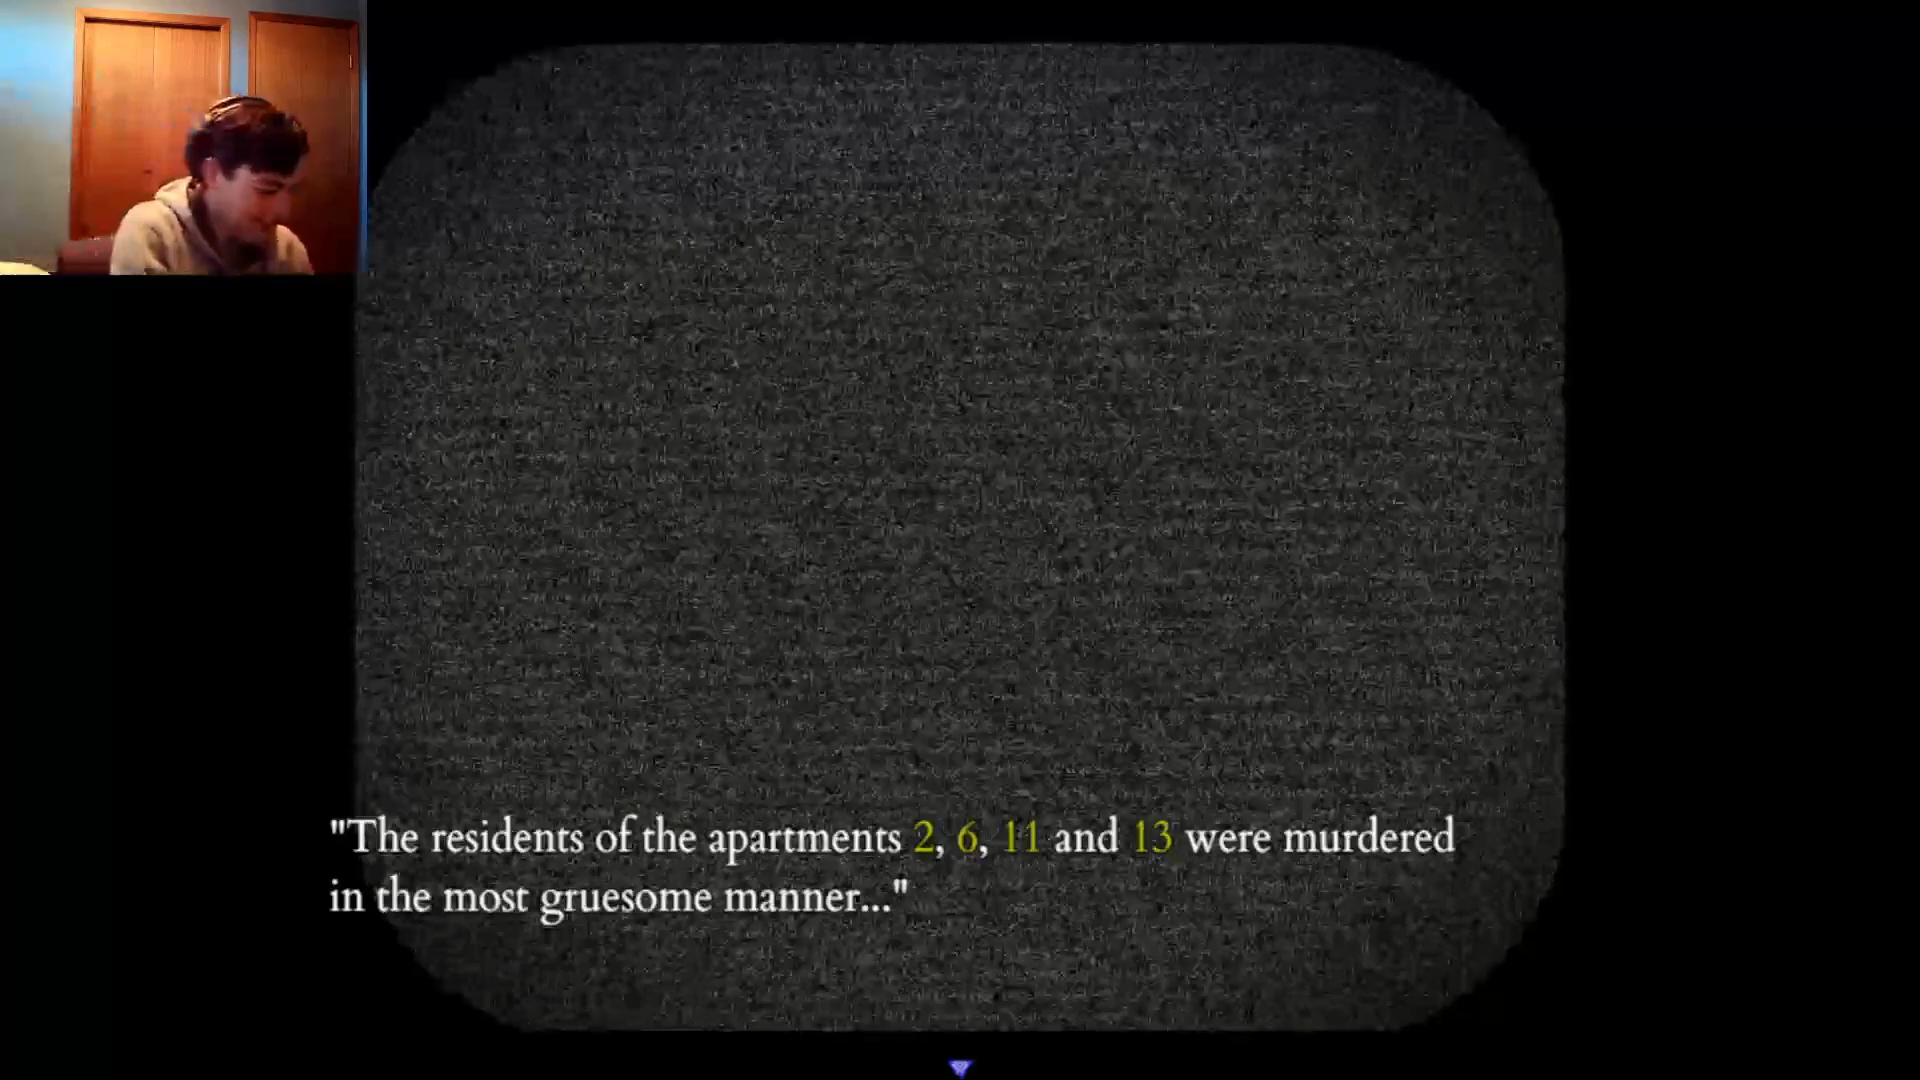 "The residents of the apartments 2, 6, 11 and 13 were murdered
in the most gruesome manner..."